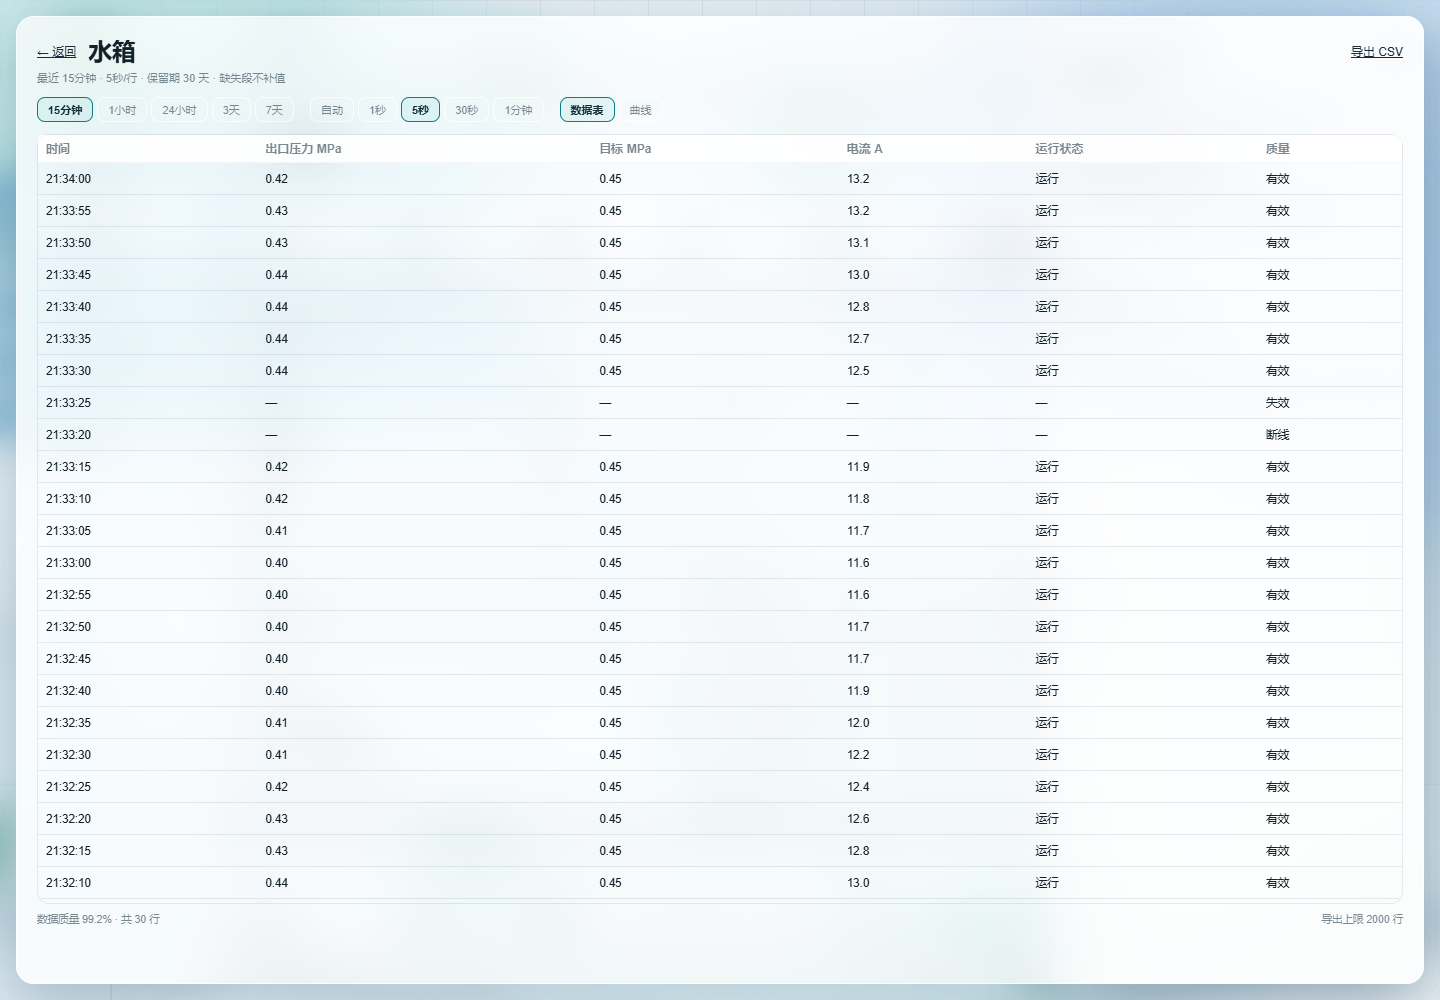 ← 返回 水箱 导出 CSV
最近 15分钟 · 5秒/行 · 保留期 30 天 · 缺失段不补值
15分钟 1小时 24小时 3天 7天 自动 1秒 5秒 30秒 1分钟 数据表 曲线
时间 出口压力 MPa 目标 MPa 电流 A 运行状态 质量
21:34:00 0.42 0.45 13.2 运行 有效
21:33:55 0.43 0.45 13.2 运行 有效
21:33:50 0.43 0.45 13.1 运行 有效
21:33:45 0.44 0.45 13.0 运行 有效
21:33:40 0.44 0.45 12.8 运行 有效
21:33:35 0.44 0.45 12.7 运行 有效
21:33:30 0.44 0.45 12.5 运行 有效
21:33:25 — — — — 失效
21:33:20 — — — — 断线
21:33:15 0.42 0.45 11.9 运行 有效
21:33:10 0.42 0.45 11.8 运行 有效
21:33:05 0.41 0.45 11.7 运行 有效
21:33:00 0.40 0.45 11.6 运行 有效
21:32:55 0.40 0.45 11.6 运行 有效
21:32:50 0.40 0.45 11.7 运行 有效
21:32:45 0.40 0.45 11.7 运行 有效
21:32:40 0.40 0.45 11.9 运行 有效
21:32:35 0.41 0.45 12.0 运行 有效
21:32:30 0.41 0.45 12.2 运行 有效
21:32:25 0.42 0.45 12.4 运行 有效
21:32:20 0.43 0.45 12.6 运行 有效
21:32:15 0.43 0.45 12.8 运行 有效
21:32:10 0.44 0.45 13.0 运行 有效
数据质量 99.2% · 共 30 行 导出上限 2000 行